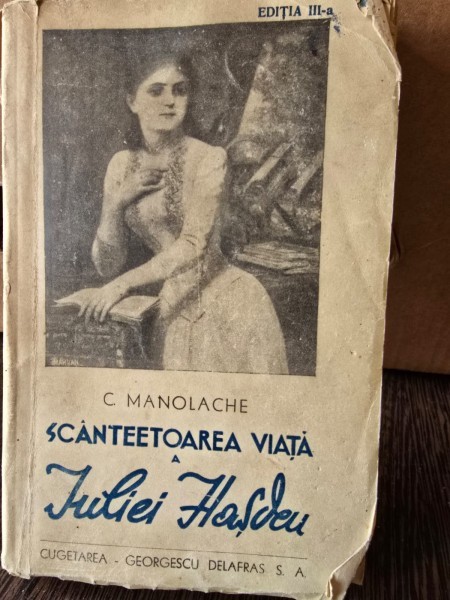 EDIȚIA III-a
C. MANOLACHE
SCÂNTEETOAREA VIAȚĂ
A
Iuliei Hașdeu
CUGETAREA - GEORGESCU DELAFRAS S. A.